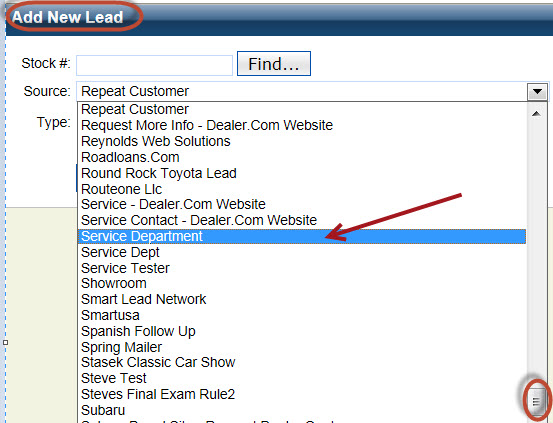 Add New Lead
Stock #: Find...
Source: Repeat Customer
Repeat Customer
Type: Request More Info - Dealer.Com Website
Reynolds Web Solutions
Roadloans.Com
Round Rock Toyota Lead
Routeone Llc
Service - Dealer.Com Website
Service Contact - Dealer.Com Website
Service Department
Service Dept
Service Tester
Showroom
Smart Lead Network
Smartusa
Spanish Follow Up
Spring Mailer
Stasek Classic Car Show
Steve Test
Steves Final Exam Rule2
Subaru